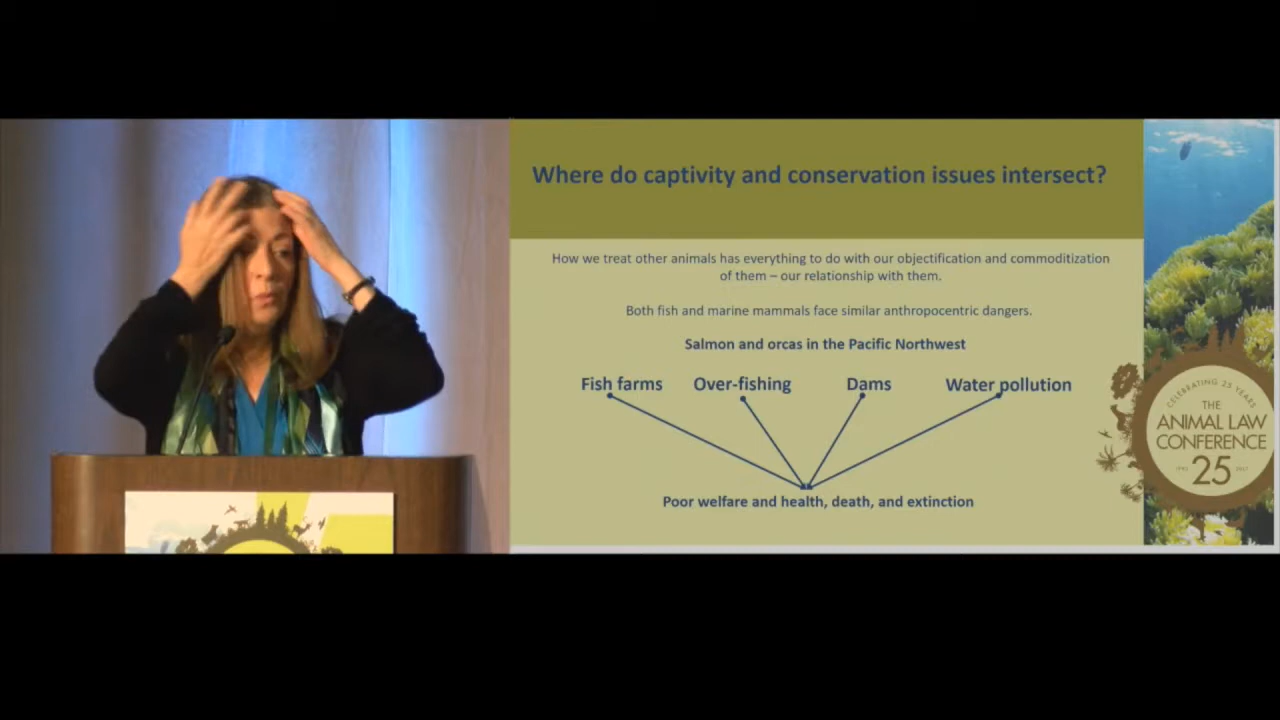 Where do captivity and conservation issues intersect?
How we treat other animals has everything to do with our objectification and commoditization
of them – our relationship with them.
Both fish and marine mammals face similar anthropocentric dangers.
Salmon and orcas in the Pacific Northwest
Fish farms Over-fishing Dams Water pollution
Poor welfare and health, death, and extinction
CELEBRATING 25 YEARS
THE
ANIMAL LAW
CONFERENCE
25